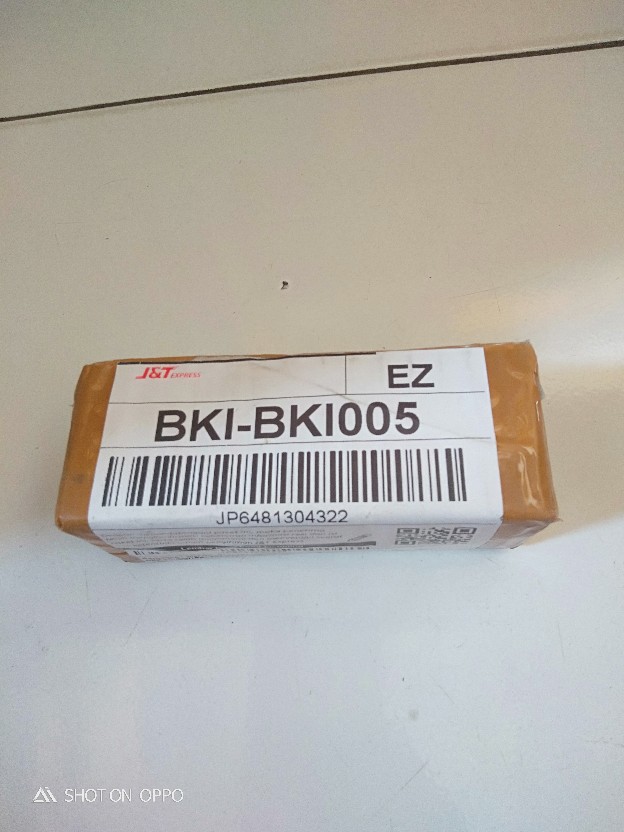 J&T EXPRESS
EZ
BKI-BKI005
JP6481304322
SHOT ON OPPO